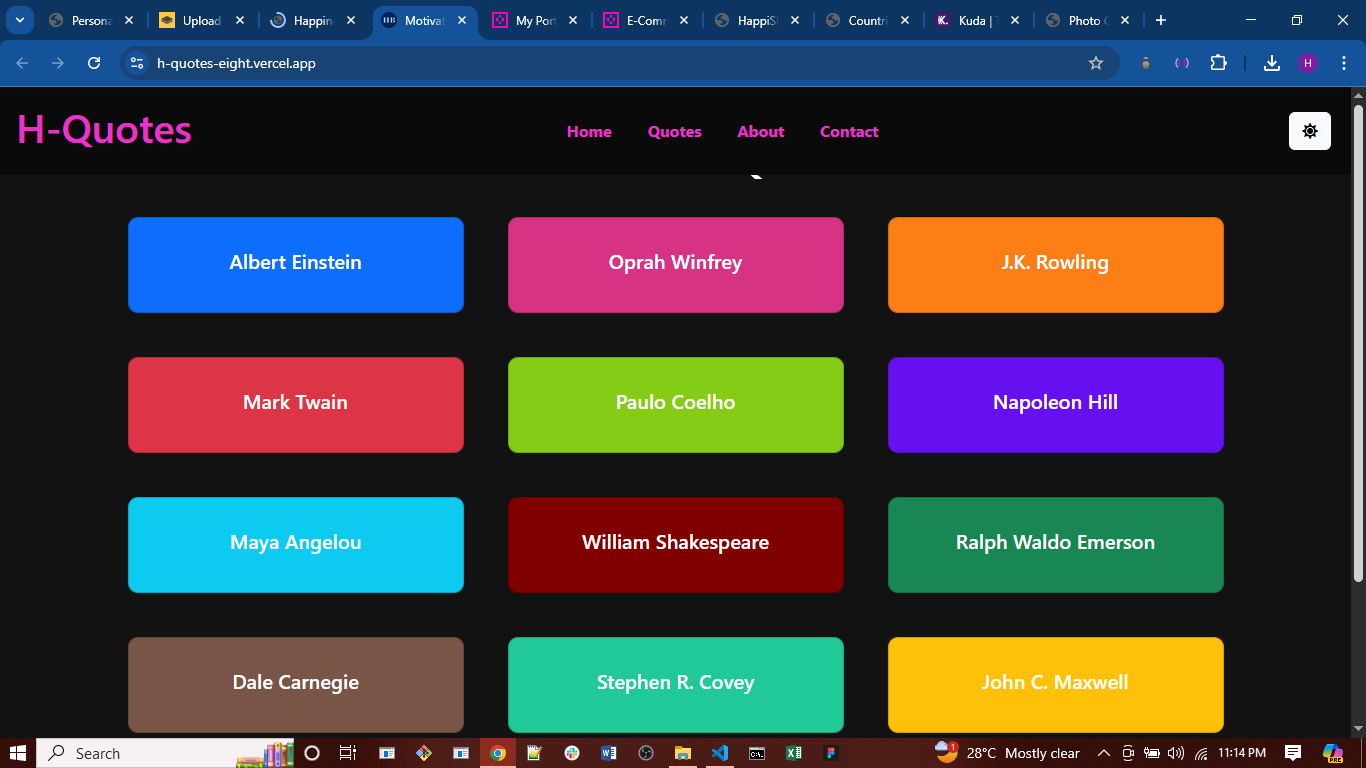 Persona
Upload
Happin
Motivat
My Port
E-Comm
HappiSh
Countri
Kuda | T
Photo G
h-quotes-eight.vercel.app
H
H-Quotes
Home Quotes About Contact
Albert Einstein Oprah Winfrey J.K. Rowling
Mark Twain Paulo Coelho Napoleon Hill
Maya Angelou William Shakespeare Ralph Waldo Emerson
Dale Carnegie Stephen R. Covey John C. Maxwell
Search
1
28°C Mostly clear
11:14 PM
PRE